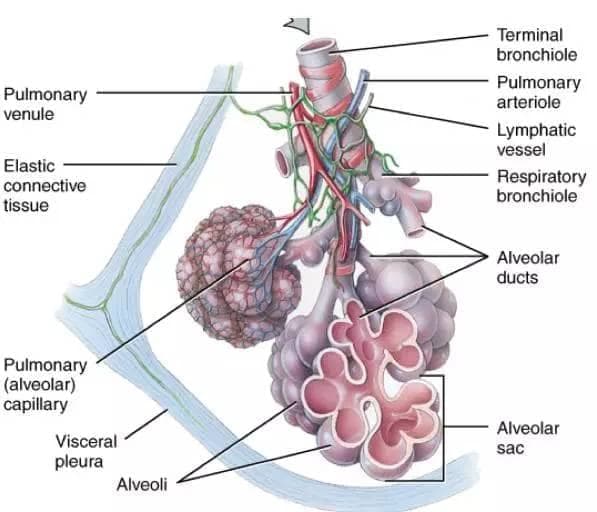 Terminal
bronchiole
Pulmonary
arteriole
Lymphatic
vessel
Respiratory
bronchiole
Alveolar
ducts
Alveolar
sac
Pulmonary
venule
Elastic
connective
tissue
Pulmonary
(alveolar)
capillary
Visceral
pleura
Alveoli